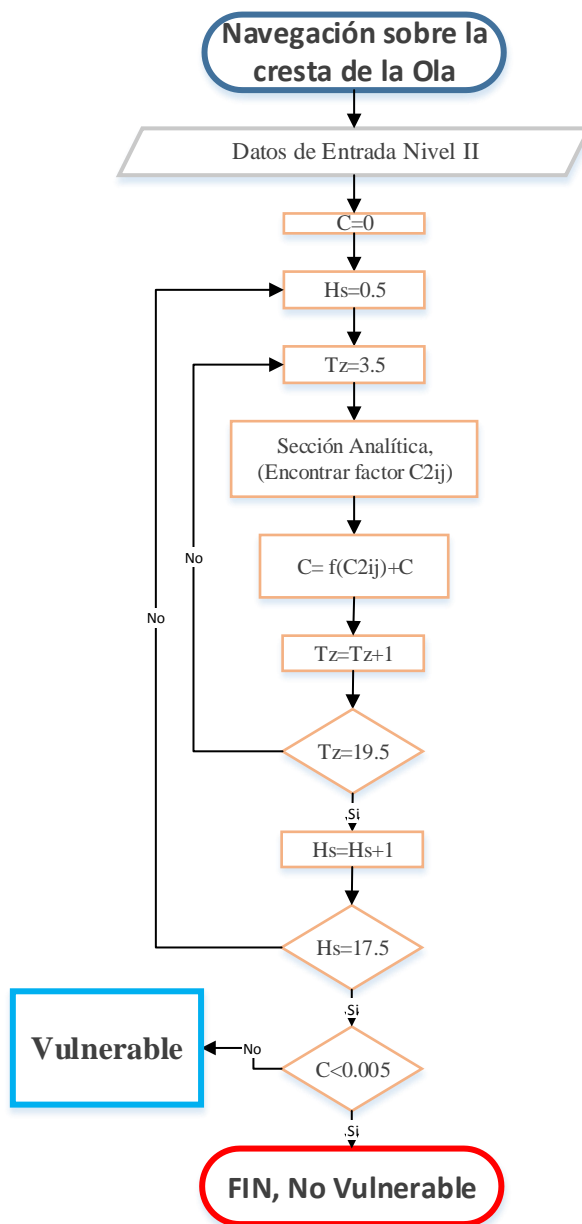 Navegación sobre la
cresta de la Ola
Datos de Entrada Nivel II
C=0
Hs=0.5
Tz=3.5
Sección Analítica,
(Encontrar factor C2ij)
C= f(C2ij)+C
Tz=Tz+1
No
No
Tz=19.5
Si
Hs=Hs+1
Hs=17.5
Si
Vulnerable
No
C<0.005
Si
FIN, No Vulnerable